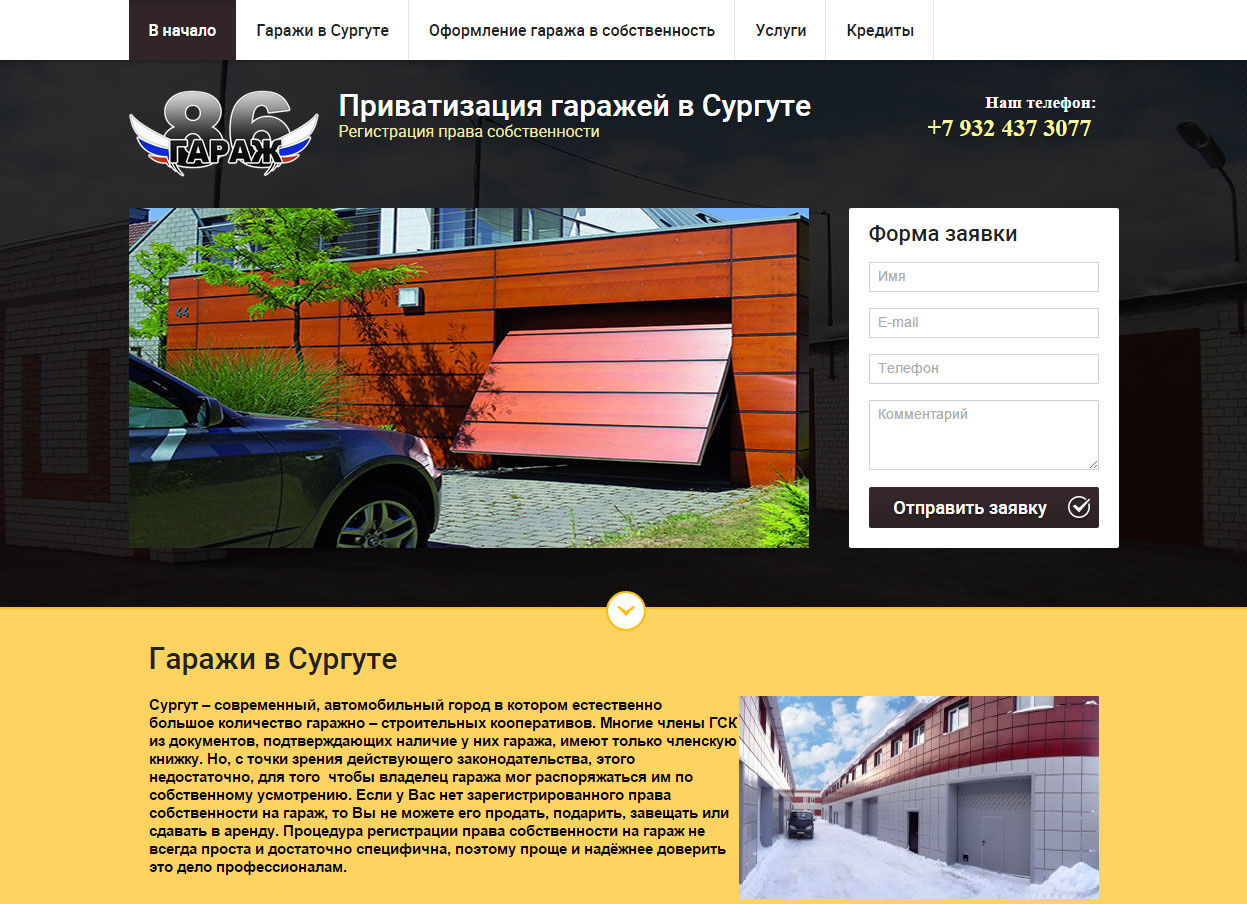 В начало
Гаражи в Сургуте
Оформление гаража в собственность
Услуги
Кредиты
86
ГАРАЖ
Приватизация гаражей в Сургуте
Регистрация права собственности
Наш телефон:
+7 932 437 3077
44
Форма заявки
Имя
E-mail
Телефон
Комментарий
Отправить заявку
Гаражи в Сургуте
Сургут – современный, автомобильный город в котором естественно
большое количество гаражно – строительных кооперативов. Многие члены ГСК
из документов, подтверждающих наличие у них гаража, имеют только членскую
книжку. Но, с точки зрения действующего законодательства, этого
недостаточно, для того  чтобы владелец гаража мог распоряжаться им по
собственному усмотрению. Если у Вас нет зарегистрированного права
собственности на гараж, то Вы не можете его продать, подарить, завещать или
сдавать в аренду. Процедура регистрации права собственности на гараж не
всегда проста и достаточно специфична, поэтому проще и надёжнее доверить
это дело профессионалам.